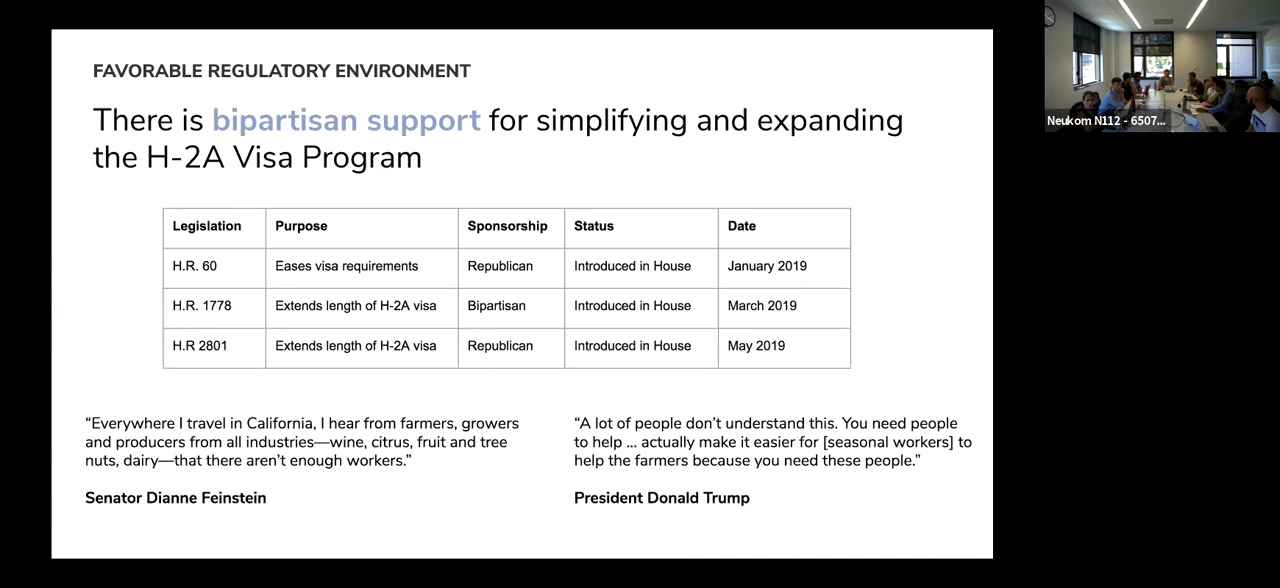 FAVORABLE REGULATORY ENVIRONMENT
There is bipartisan support for simplifying and expanding
the H-2A Visa Program
Legislation Purpose Sponsorship Status Date
H.R. 60 Eases visa requirements Republican Introduced in House January 2019
H.R. 1778 Extends length of H-2A visa Bipartisan Introduced in House March 2019
H.R 2801 Extends length of H-2A visa Republican Introduced in House May 2019
“Everywhere I travel in California, I hear from farmers, growers
and producers from all industries—wine, citrus, fruit and tree
nuts, dairy—that there aren’t enough workers.”
Senator Dianne Feinstein
“A lot of people don’t understand this. You need people
to help ... actually make it easier for [seasonal workers] to
help the farmers because you need these people.”
President Donald Trump
Neukom N112 - 6507...